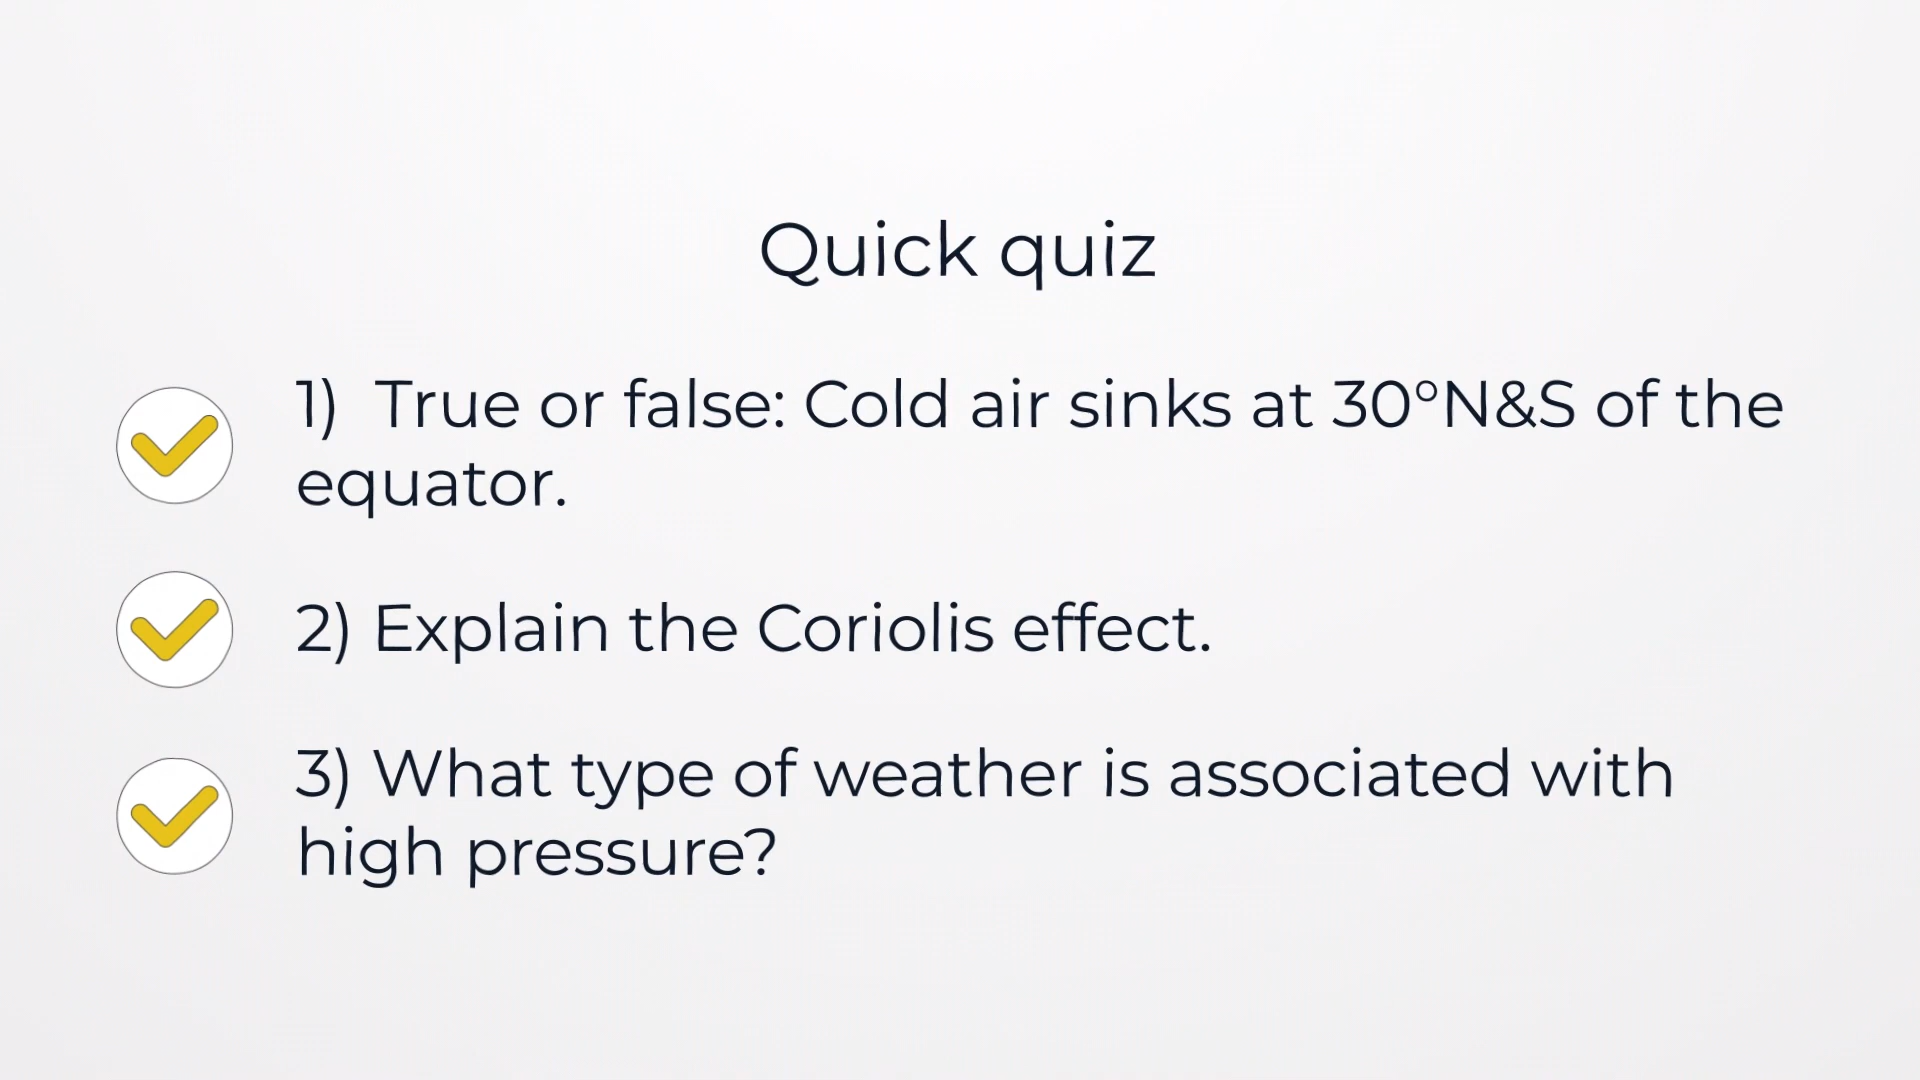 Quick quiz
1)  True or false: Cold air sinks at 30°N&S of the
equator.
2) Explain the Coriolis effect.
3) What type of weather is associated with
high pressure?